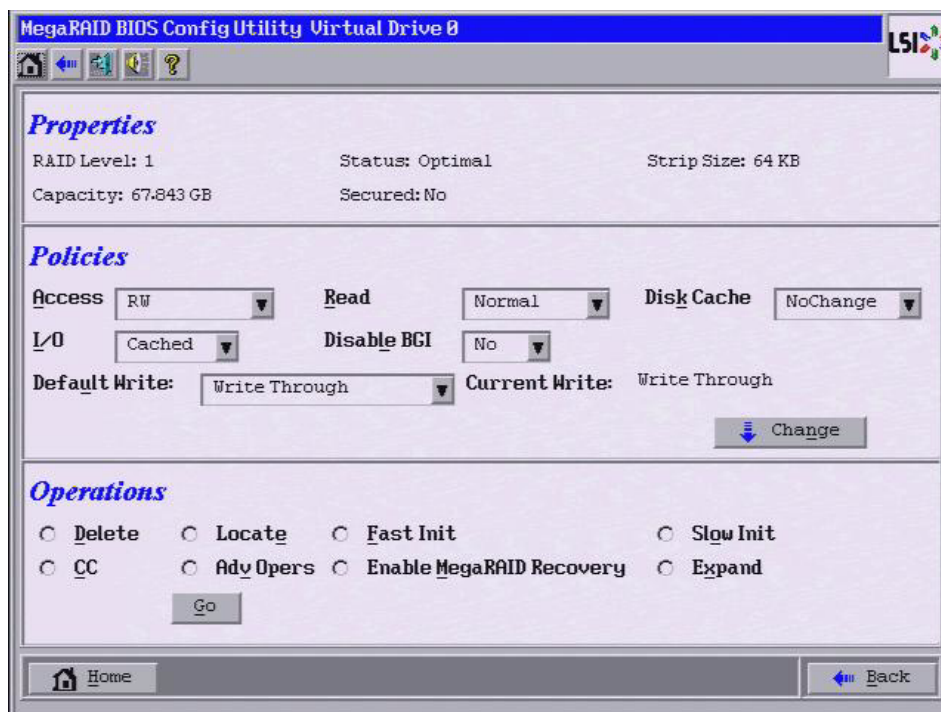 MegaRAID BIOS Config Utility Virtual Drive 0
LSI
Properties
RAID Level: 1 Status: Optimal Strip Size: 64 KB
Capacity: 67.843 GB Secured: No
Policies
Access RW Read Normal Disk Cache NoChange
I/O Cached Disable BGI No
Default Write: Write Through Current Write: Write Through
Change
Operations
Delete Locate Fast Init Slow Init
CC Adv Opers Enable MegaRAID Recovery Expand
Go
Home Back